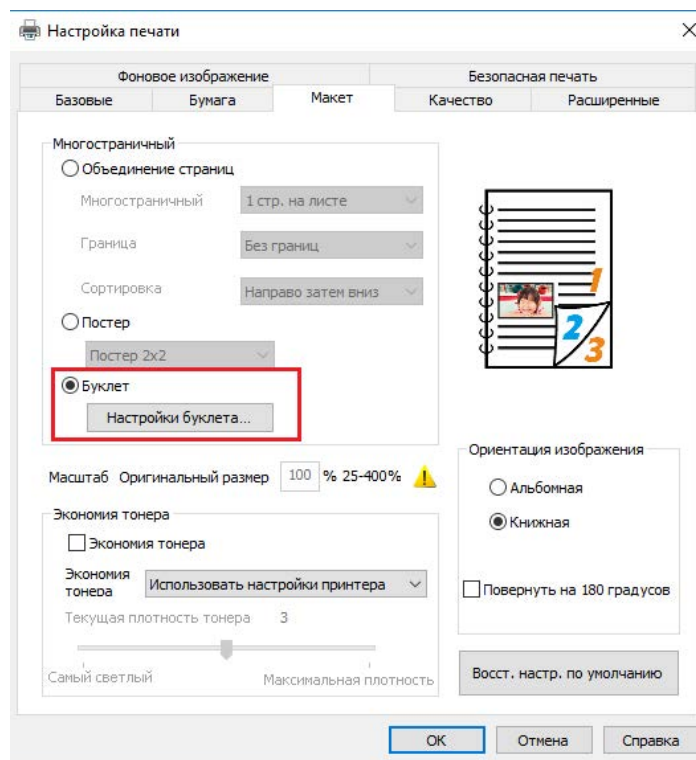 Настройка печати
Фоновое изображение Безопасная печать
Базовые Бумага Макет Качество Расширенные
Многостраничный
Объединение страниц
Многостраничный 1 стр. на листе
Граница Без границ
Сортировка Направо затем вниз
Постер
Постер 2x2
Буклет
Настройки буклета...
1
2
3
Масштаб Оригинальный размер 100 % 25-400%
Экономия тонера
Экономия тонера
Экономия тонера Использовать настройки принтера
Текущая плотность тонера 3
Самый светлый Максимальная плотность
Ориентация изображения
Альбомная
Книжная
Повернуть на 180 градусов
Восст. настр. по умолчанию
OK Отмена Справка